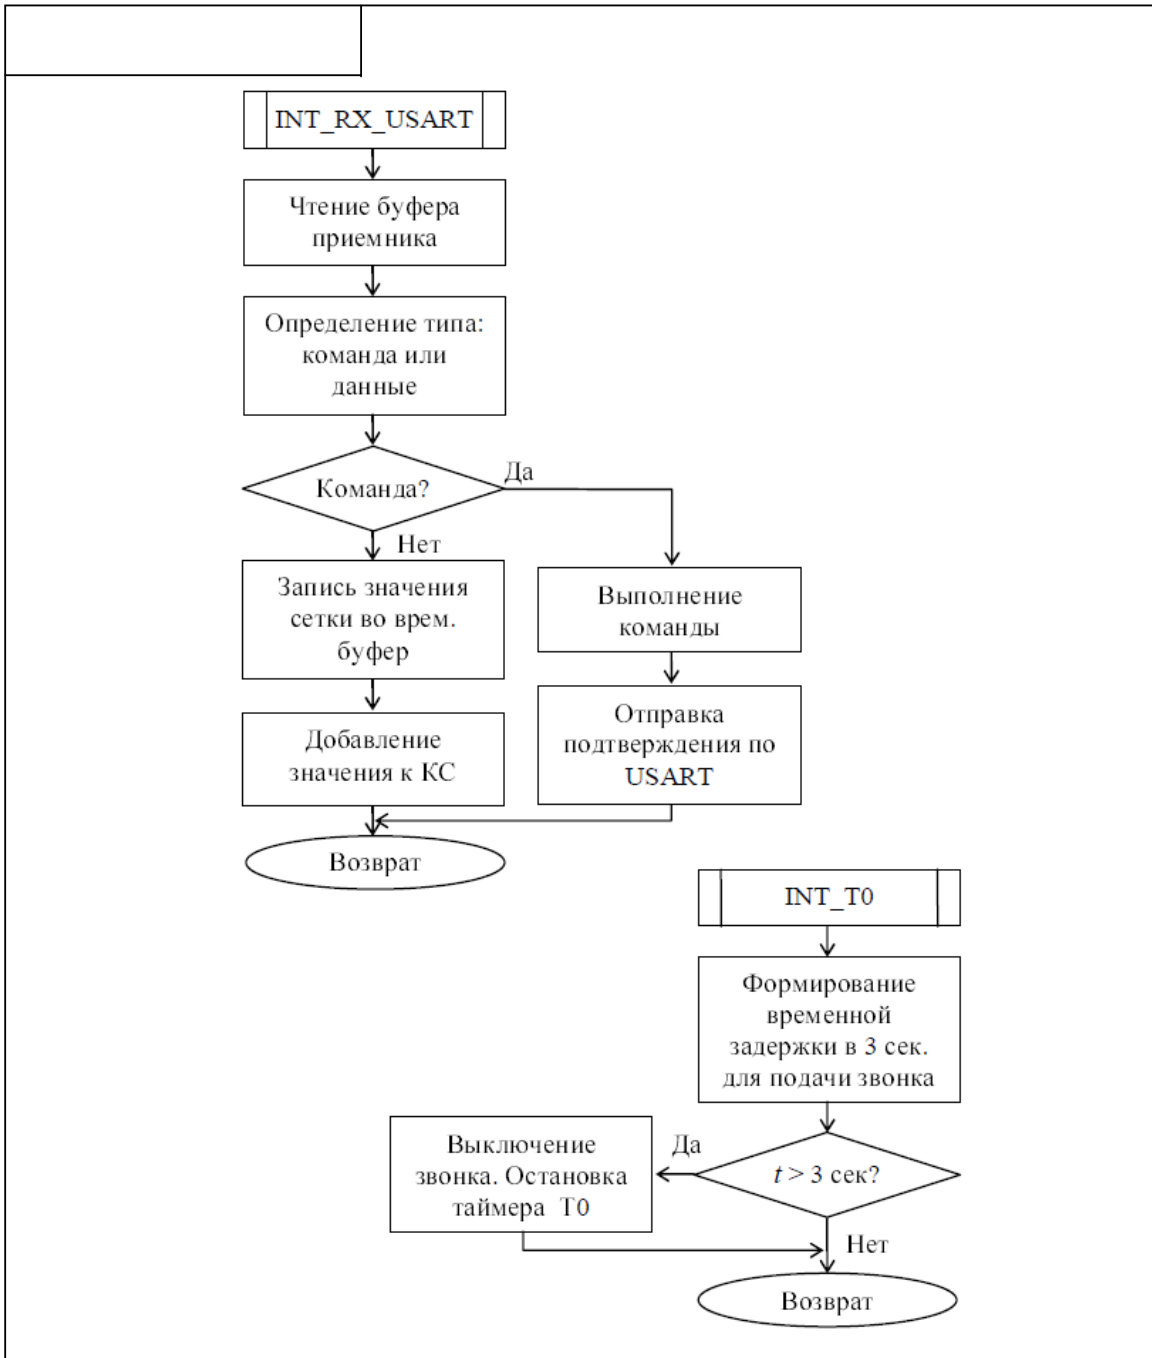 INT_RX_USART
Чтение буфера
приемника
Определение типа:
команда или
данные
Команда?
Да
Нет
Запись значения
сетки во врем.
буфер
Добавление
значения к КС
Выполнение
команды
Отправка
подтверждения по
USART
Возврат
INT_T0
Формирование
временной
задержки в 3 сек.
для подачи звонка
t > 3 сек?
Да
Выключение
звонка. Остановка
таймера T0
Нет
Возврат